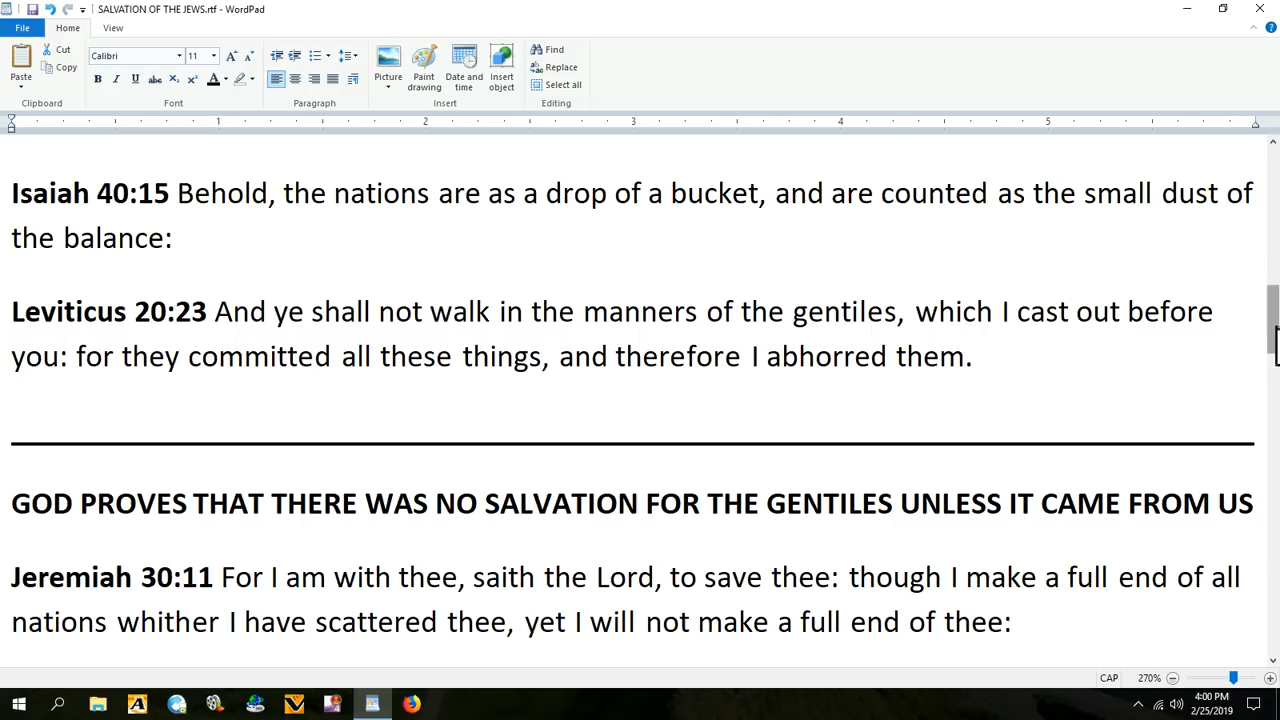 SALVATION OF THE JEWS.rtf - WordPad
File
Home
View
Paste
Cut
Copy
Clipboard
Calibri
11
Font
Paragraph
Picture
Paint drawing
Date and time
Insert object
Insert
Find
Replace
Select all
Editing
1
2
3
4
5
Isaiah 40:15 Behold, the nations are as a drop of a bucket, and are counted as the small dust of
the balance:
Leviticus 20:23 And ye shall not walk in the manners of the gentiles, which I cast out before
you: for they committed all these things, and therefore I abhorred them.
GOD PROVES THAT THERE WAS NO SALVATION FOR THE GENTILES UNLESS IT CAME FROM US
Jeremiah 30:11 For I am with thee, saith the Lord, to save thee: though I make a full end of all
nations whither I have scattered thee, yet I will not make a full end of thee:
CAP
270%
4:00 PM
2/25/2019